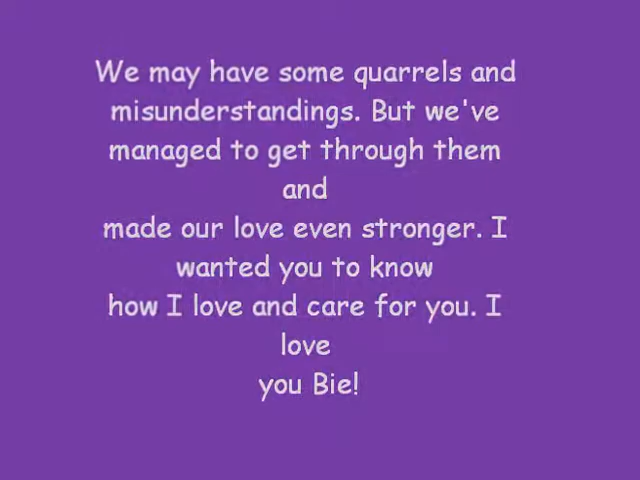 We may have some quarrels and
misunderstandings. But we've
managed to get through them
and
made our love even stronger. I
wanted you to know
how I love and care for you. I
love
you Bie!